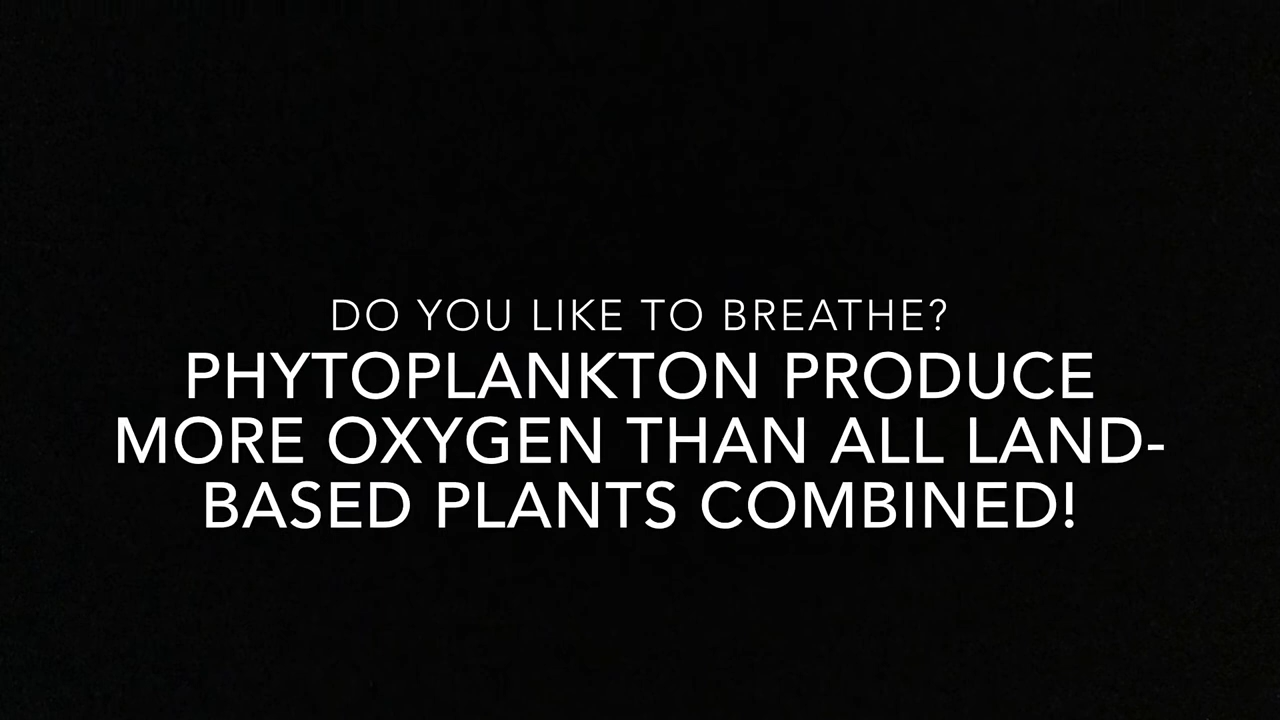 DO YOU LIKE TO BREATHE?
PHYTOPLANKTON PRODUCE
MORE OXYGEN THAN ALL LAND-
BASED PLANTS COMBINED!